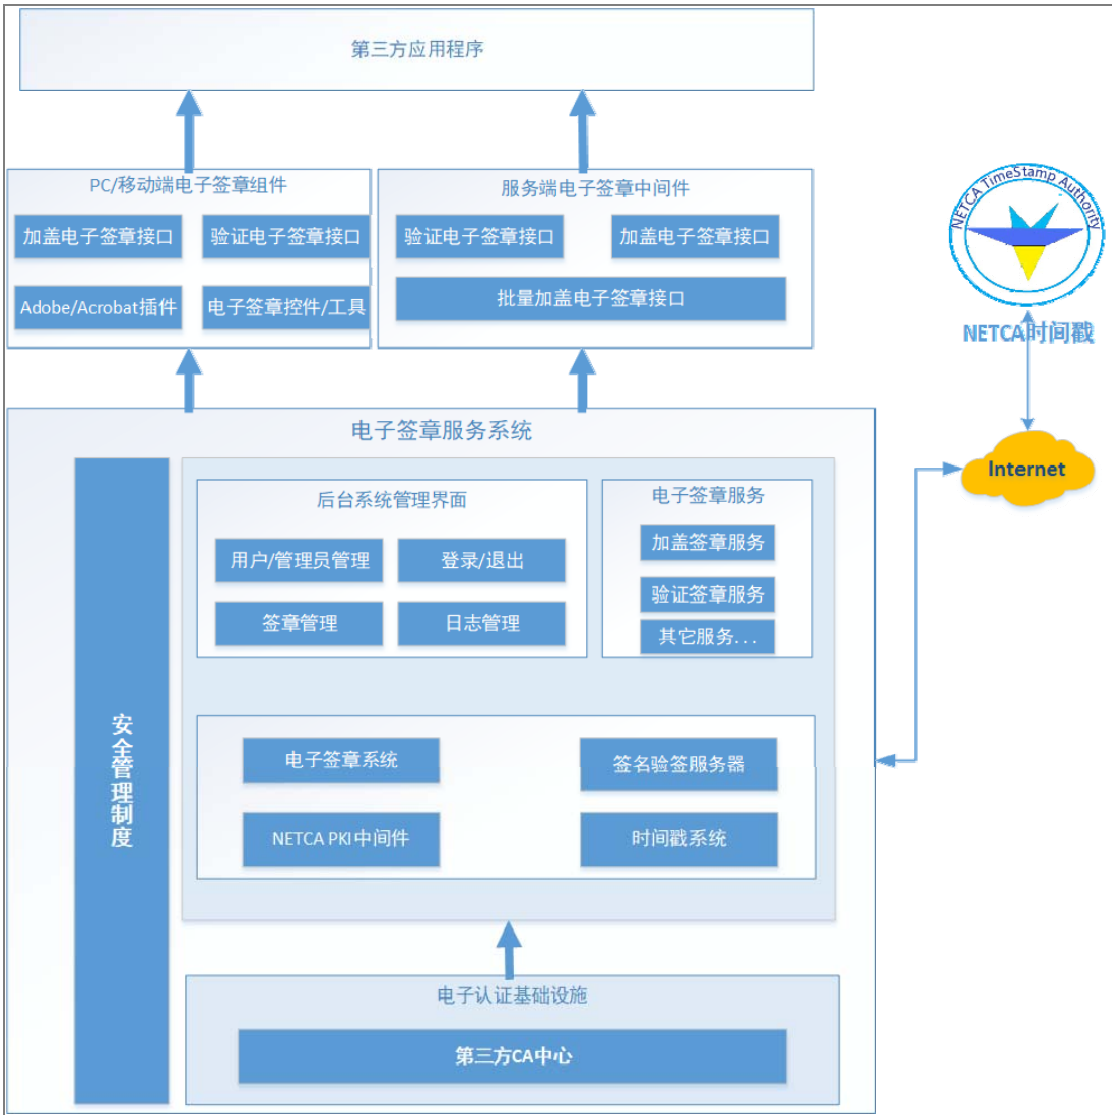 第三方应用程序
PC/移动端电子签章组件
加盖电子签章接口
验证电子签章接口
Adobe/Acrobat插件
电子签章控件/工具
服务端电子签章中间件
验证电子签章接口
加盖电子签章接口
批量加盖电子签章接口
NETCA TimeStamp Authority
NETCA时间戳
Internet
电子签章服务系统
安全管理制度
后台系统管理界面
用户/管理员管理
登录/退出
签章管理
日志管理
电子签章服务
加盖签章服务
验证签章服务
其它服务...
电子签章系统
签名验签服务器
NETCA PKI中间件
时间戳系统
电子认证基础设施
第三方CA中心